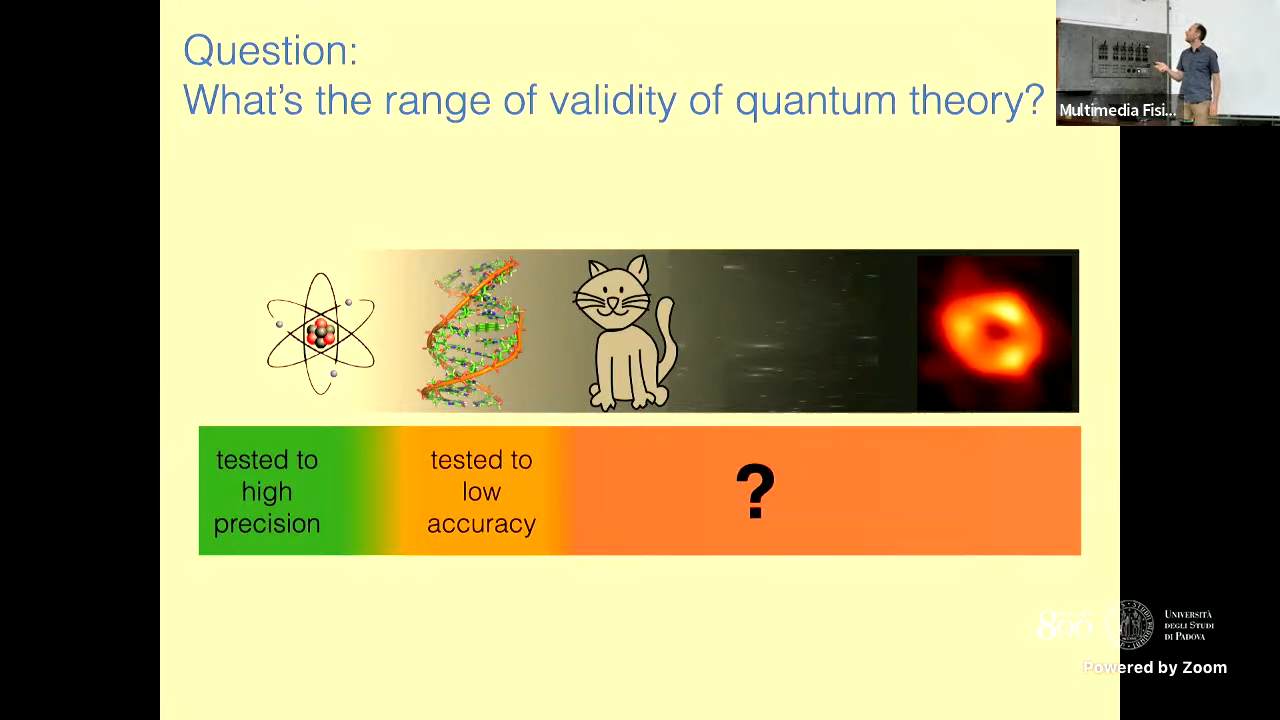 Question:
What's the range of validity of quantum theory?
Multimedia Fisi...
tested to
high
precision
tested to
low
accuracy
?
800
UNIVERSITÀ
DEGLI STUDI
DI PADOVA
Powered by Zoom